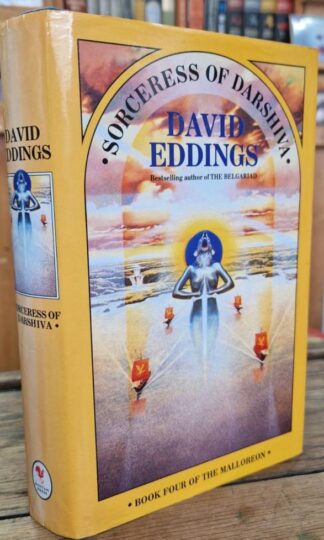 DAVID
EDDINGS
SORCERESS OF
DARSHIVA •
• SORCERESS OF DARSHIVA •
DAVID
EDDINGS
Bestselling author of THE BELGARIAD
• BOOK FOUR OF THE MALLOREON •